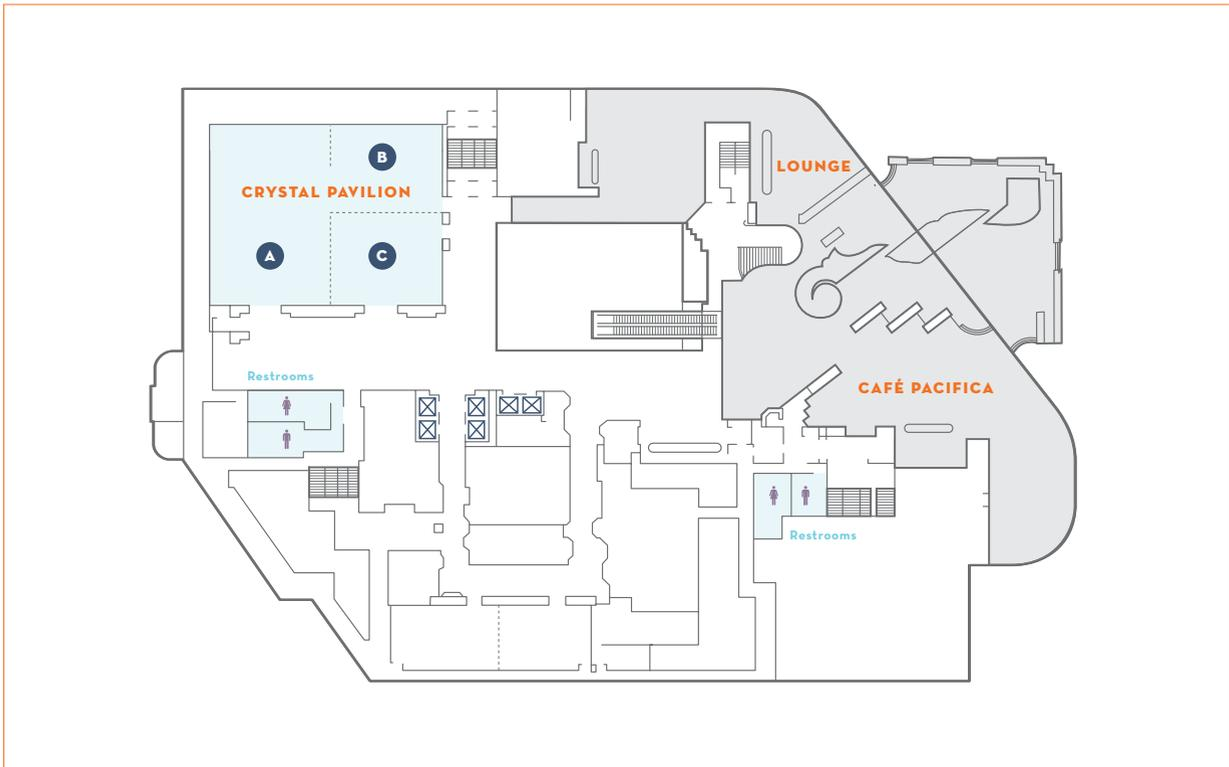 B
LOUNGE
CRYSTAL PAVILION
A
C
Restrooms
CAFÉ PACIFICA
Restrooms